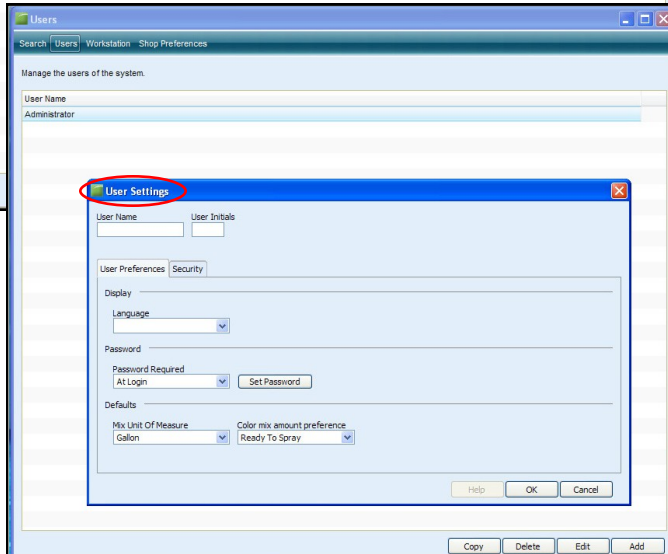 Users
Search Users Workstation Shop Preferences
Manage the users of the system.
User Name
Administrator
User Settings
User Name User Initials
User Preferences Security
Display
Language
Password
Password Required
At Login Set Password
Defaults
Mix Unit Of Measure Color mix amount preference
Gallon Ready To Spray
Help OK Cancel
Copy Delete Edit Add